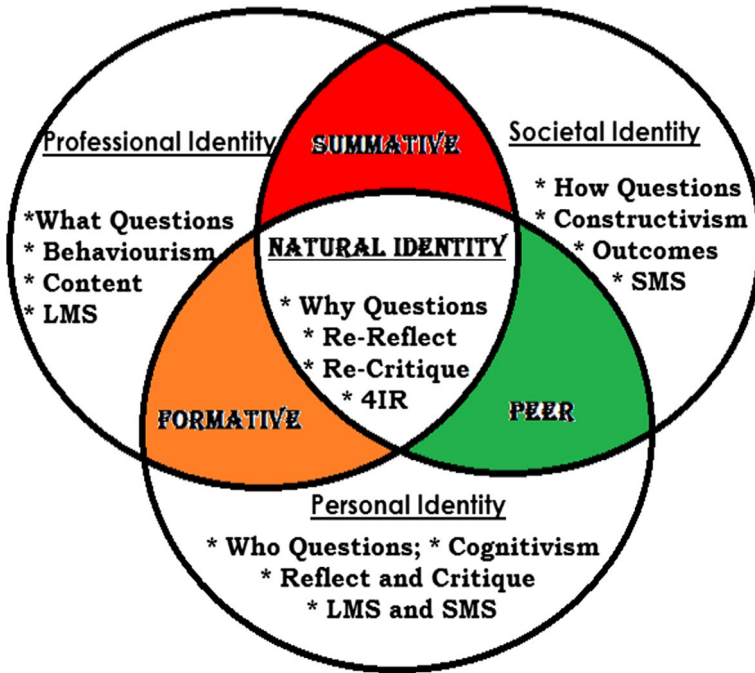 SUMMATIVE
Professional Identity
*What Questions
* Behaviourism
* Content
* LMS
Societal Identity
* How Questions
* Constructivism
* Outcomes
* SMS
NATURAL IDENTITY
* Why Questions
* Re-Reflect
* Re-Critique
* 4IR
FORMATIVE
PEER
Personal Identity
* Who Questions; * Cognitivism
* Reflect and Critique
* LMS and SMS